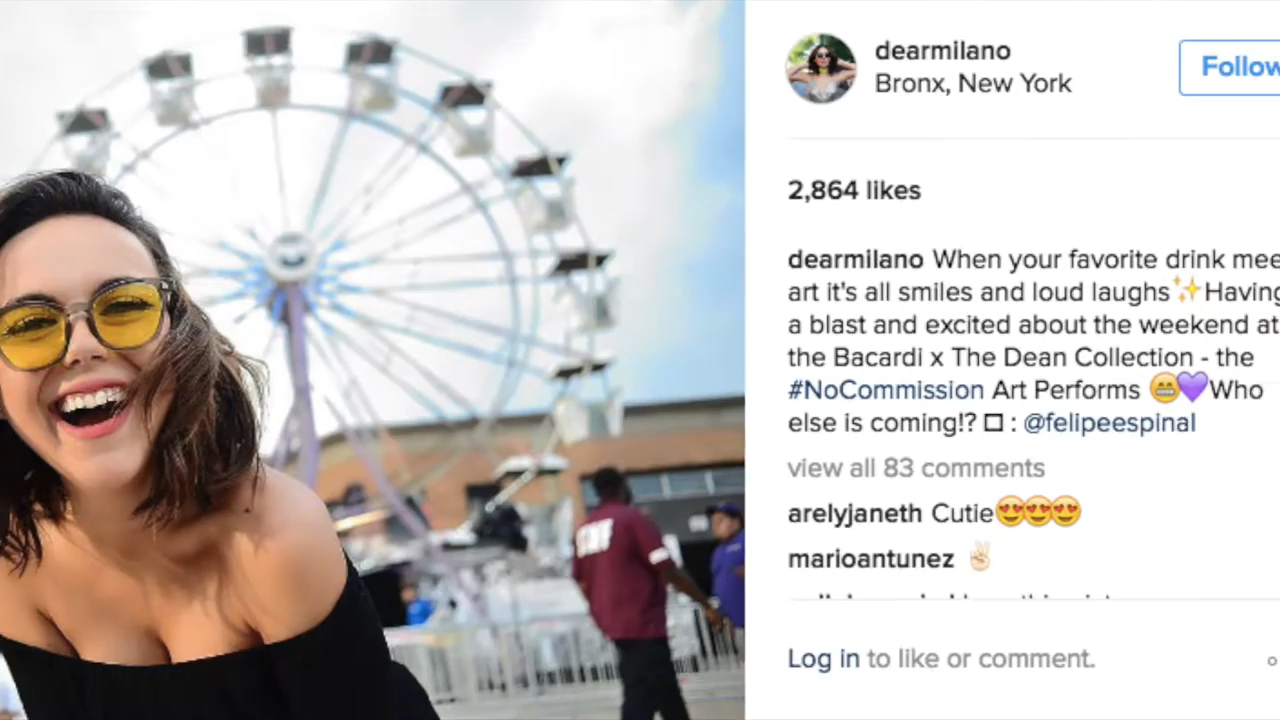 dearmilano
Bronx, New York
Follow
2,864 likes
dearmilano When your favorite drink mee
art it's all smiles and loud laughs✨Having
a blast and excited about the weekend at
the Bacardi x The Dean Collection - the
#NoCommission Art Performs 😁💜Who
else is coming!? □ : @felipeespinal
view all 83 comments
arelyjaneth Cutie😍😍😍
marioantunez ✌🏻
Log in to like or comment.